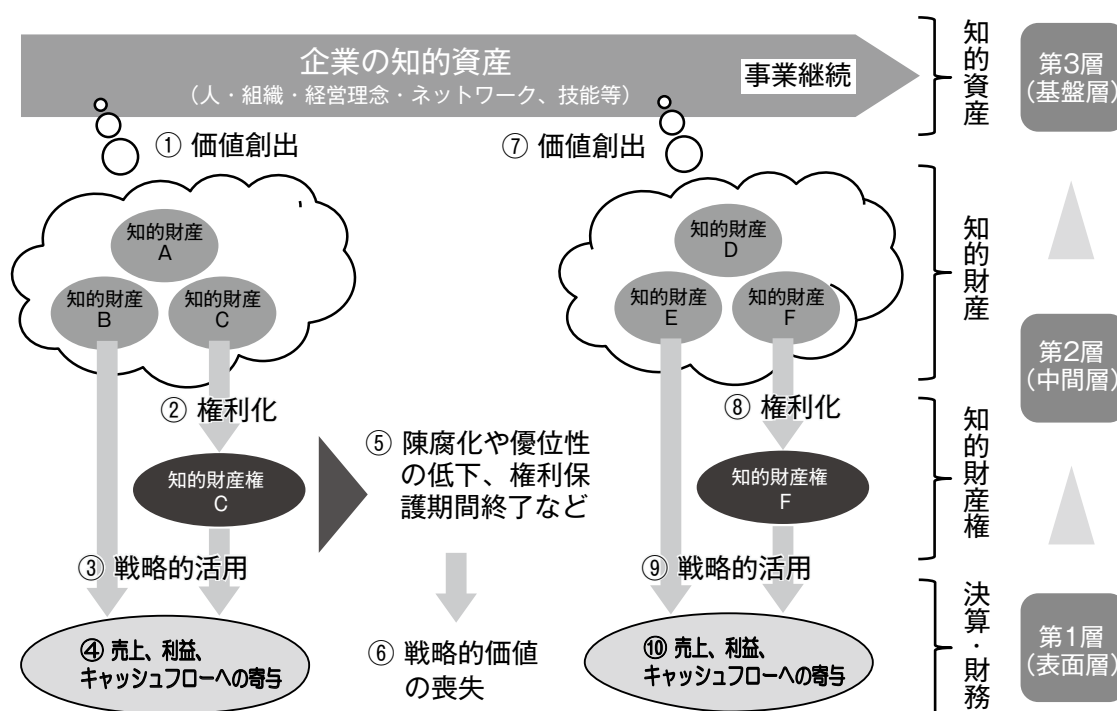 企業の知的資産
（人・組織・経営理念・ネットワーク、技能等）
事業継続
① 価値創出
⑦ 価値創出
知的財産
A
知的財産
B
知的財産
C
知的財産
D
知的財産
E
知的財産
F
② 権利化
⑧ 権利化
知的財産権
C
⑤ 陳腐化や優位性
の低下、権利保
護期間終了など
知的財産権
F
③ 戦略的活用
⑨ 戦略的活用
④ 売上、利益、
キャッシュフローへの寄与
⑥ 戦略的価値
の喪失
⑩ 売上、利益、
キャッシュフローへの寄与
知的資産
知的財産
知的財産権
決算・財務
第3層
（基盤層）
第2層
（中間層）
第1層
（表面層）